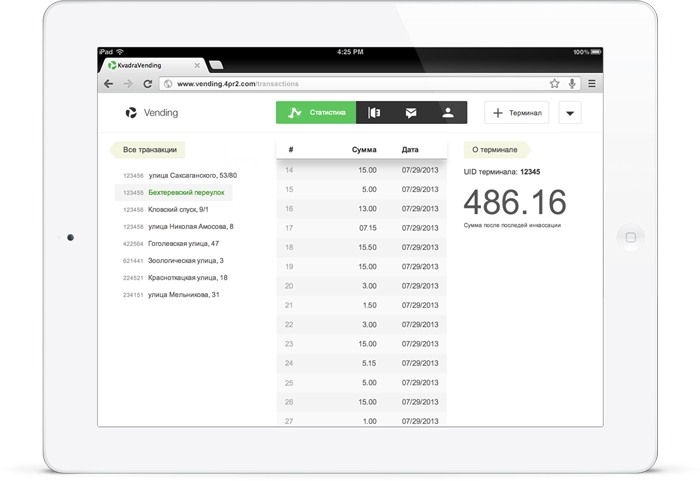 iPad 4:25 PM 100%
KvadraVending
www.vending.4pr2.com/transactions
Vending Статистика + Терминал
Все транзакции
123456 улица Саксаганского, 53/80
123455 Бехтеревский переулок
123456 Кловский спуск, 9/1
123456 улица Николая Амосова, 8
422564 Гоголевская улица, 47
621441 Зоологическая улица, 3
224521 Красноткацкая улица, 18
234151 улица Мельникова, 31
# Сумма Дата
14 15.00 07/29/2013
15 5.00 07/29/2013
16 13.00 07/29/2013
17 07.15 07/29/2013
18 15.50 07/29/2013
19 15.00 07/29/2013
20 3.00 07/29/2013
21 1.50 07/29/2013
22 3.00 07/29/2013
23 15.00 07/29/2013
24 5.15 07/29/2013
25 5.00 07/29/2013
26 15.00 07/29/2013
27 1.00 07/29/2013
О терминале
UID терминала: 12345
486.16
Сумма после последей инкассации